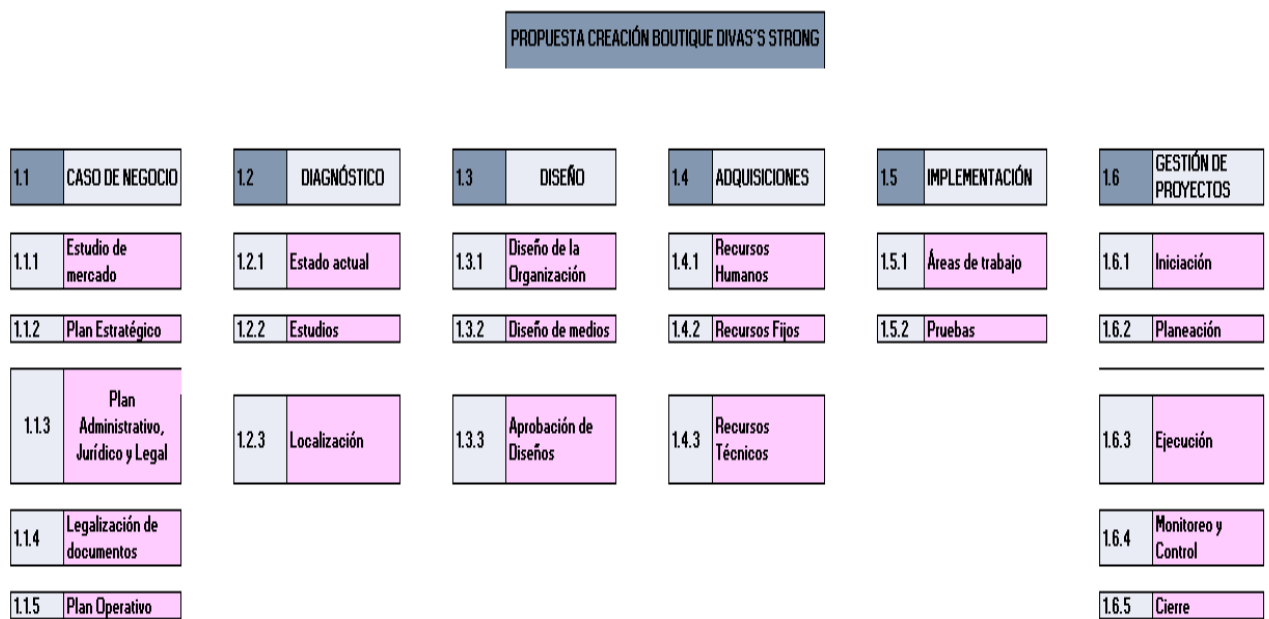 PROPUESTA CREACIÓN BOUTIQUE DIVAS´S STRONG
1.1 CASO DE NEGOCIO
1.1.1 Estudio de
mercado
1.1.2 Plan Estratégico
1.1.3 Plan
Administrativo,
Jurídico y Legal
1.1.4 Legalización de
documentos
1.1.5 Plan Operativo
1.2 DIAGNÓSTICO
1.2.1 Estado actual
1.2.2 Estudios
1.2.3 Localización
1.3 DISEÑO
1.3.1 Diseño de la
Organización
1.3.2 Diseño de medios
1.3.3 Aprobación de
Diseños
1.4 ADQUISICIONES
1.4.1 Recursos
Humanos
1.4.2 Recursos Fijos
1.4.3 Recursos
Técnicos
1.5 IMPLEMENTACIÓN
1.5.1 Áreas de trabajo
1.5.2 Pruebas
1.6 GESTIÓN DE
PROYECTOS
1.6.1 Iniciación
1.6.2 Planeación
1.6.3 Ejecución
1.6.4 Monitoreo y
Control
1.6.5 Cierre